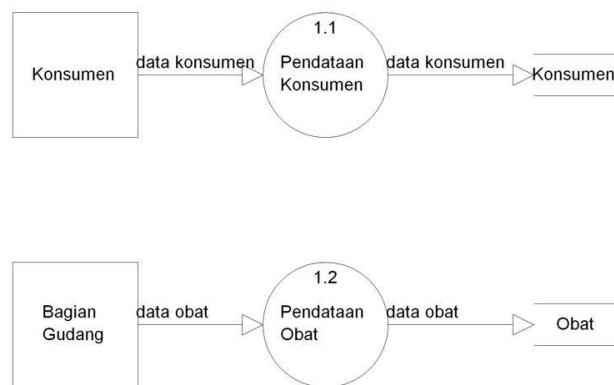 1.1
Konsumen
data konsumen
Pendataan
Konsumen
data konsumen
Konsumen
1.2
Bagian
Gudang
data obat
Pendataan
Obat
data obat
Obat